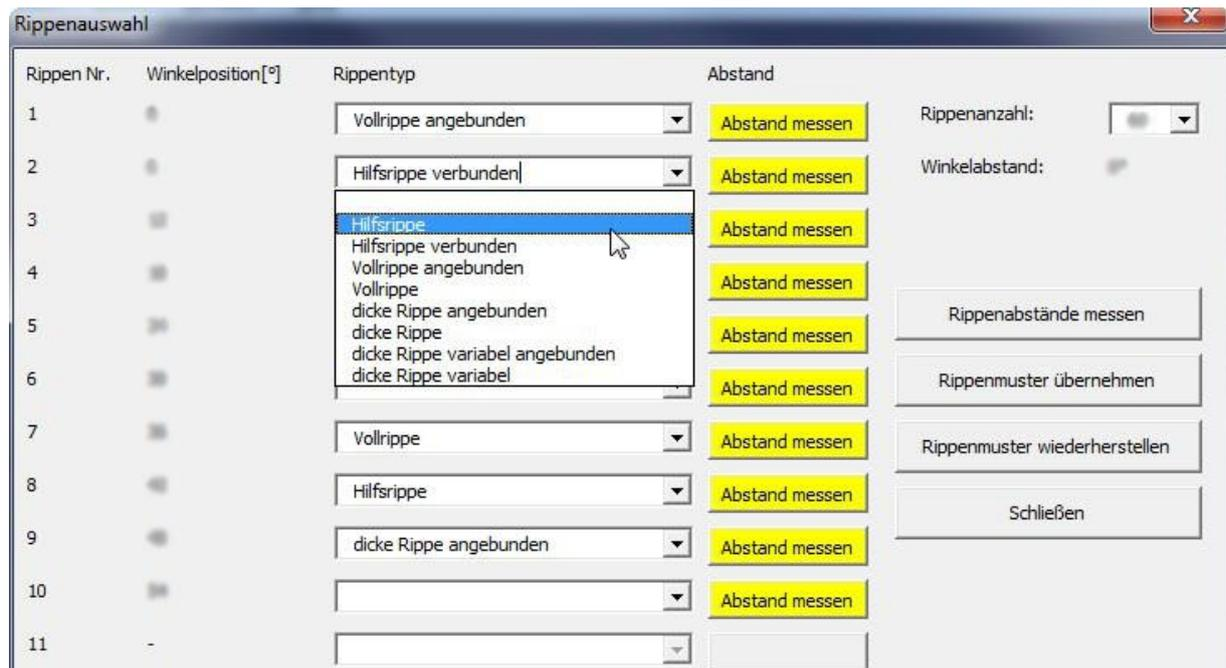 Rippenauswahl
Rippen Nr. Winkelposition[°] Rippentyp Abstand
1 Vollrippe angebunden Abstand messen Rippenanzahl:
2 Hilfsrippe verbunden Abstand messen Winkelabstand:
3 Abstand messen
Hilfsrippe
Hilfsrippe verbunden
4 Vollrippe angebunden Abstand messen
Vollrippe
5 dicke Rippe angebunden Abstand messen Rippenabstände messen
dicke Rippe
dicke Rippe variabel angebunden
6 dicke Rippe variabel Abstand messen Rippenmuster übernehmen
7 Vollrippe Abstand messen Rippenmuster wiederherstellen
8 Hilfsrippe Abstand messen Schließen
9 dicke Rippe angebunden Abstand messen
10 Abstand messen
11 -